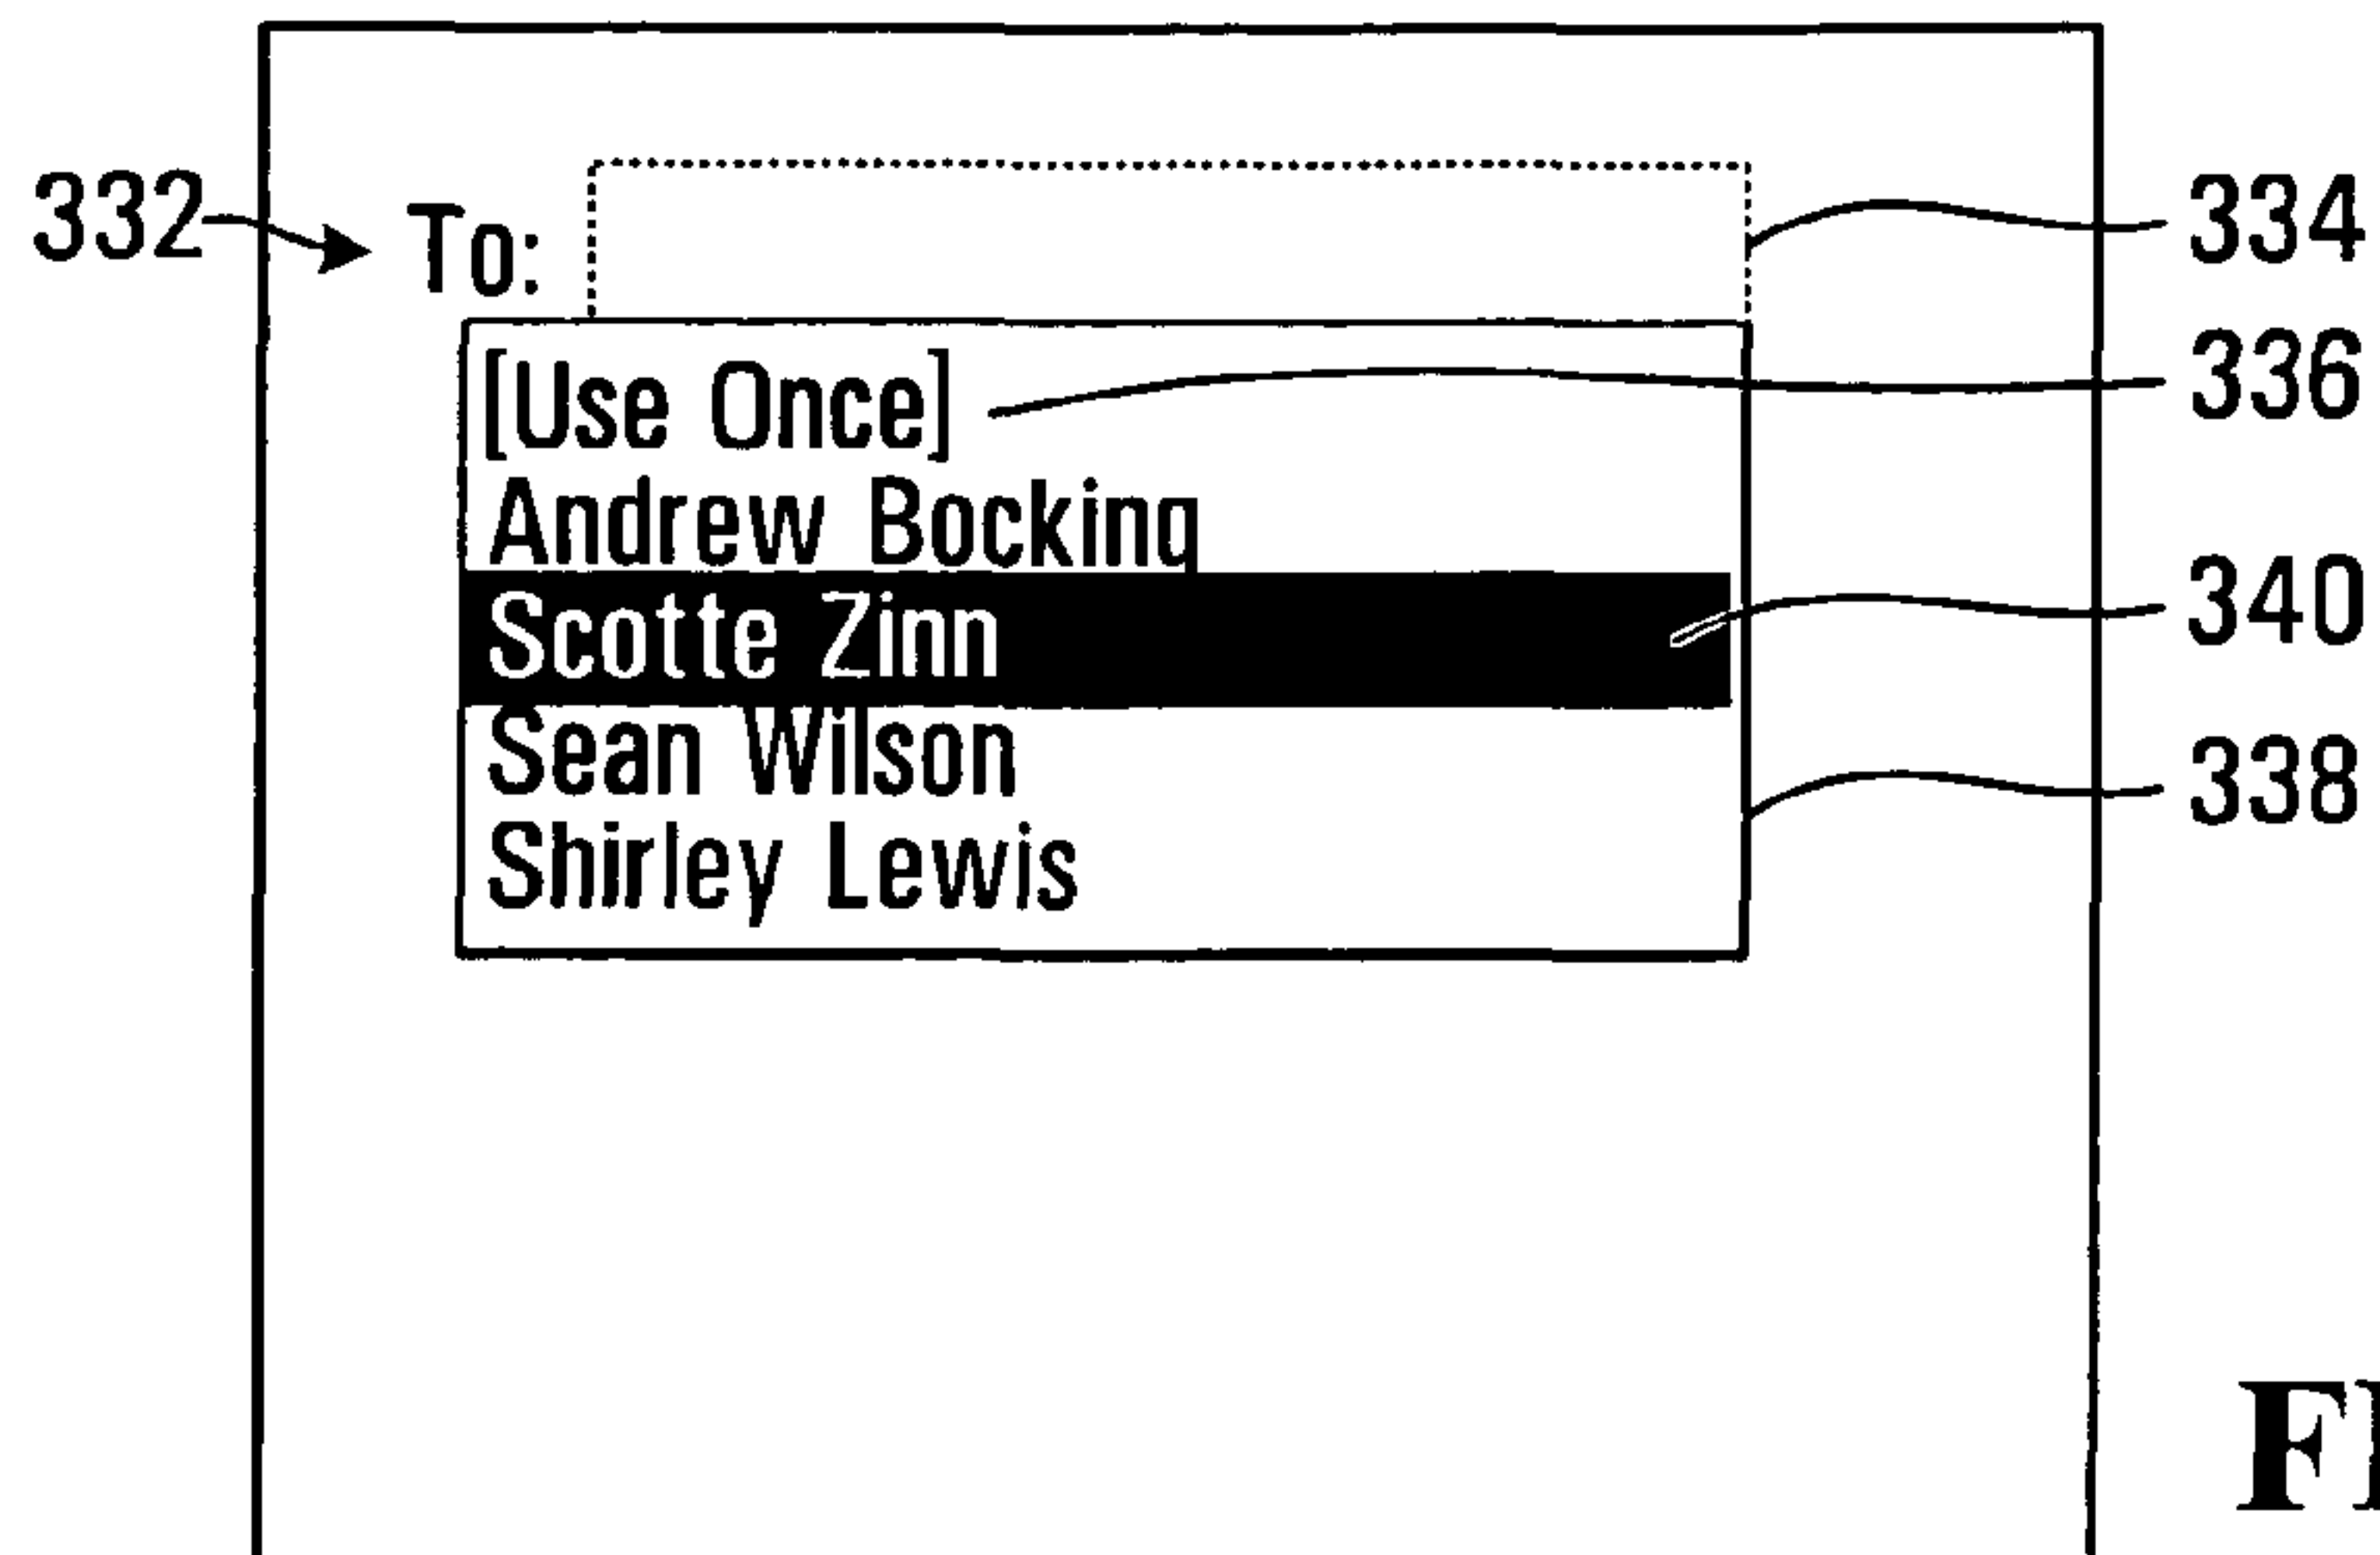 332 To: 334
[Use Once] 336
Andrew Bocking
Scotte Zinn 340
Sean Wilson 338
Shirley Lewis